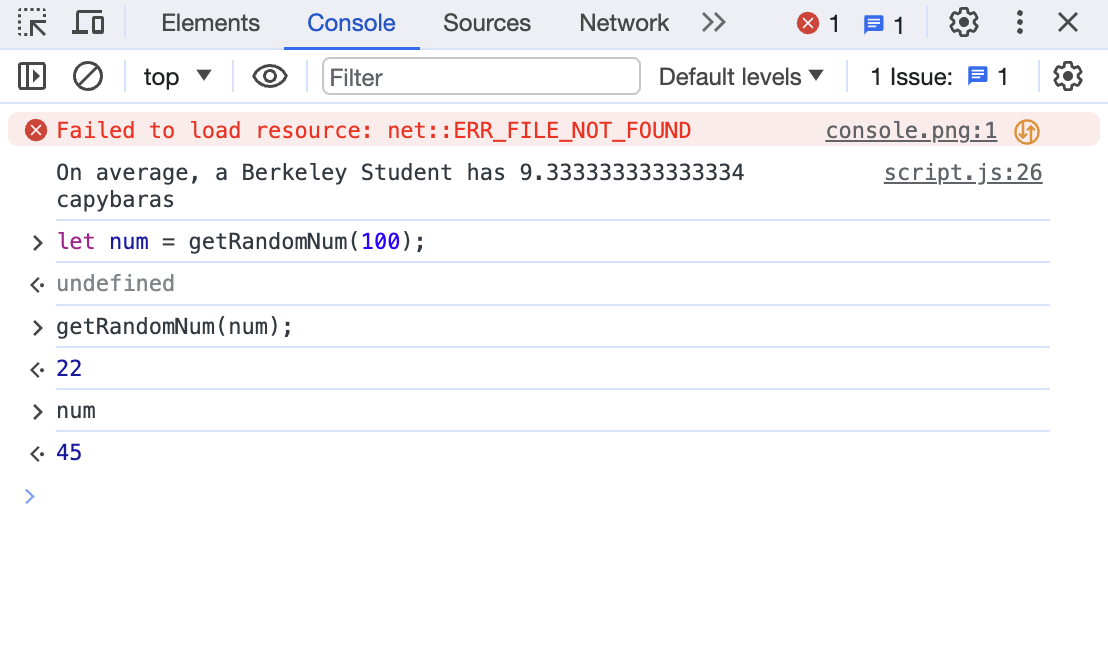 Elements Console Sources Network 1 1
top Filter Default levels 1 Issue: 1
Failed to load resource: net::ERR_FILE_NOT_FOUND console.png:1
On average, a Berkeley Student has 9.333333333333334 script.js:26
capybaras
let num = getRandomNum(100);
undefined
getRandomNum(num);
22
num
45